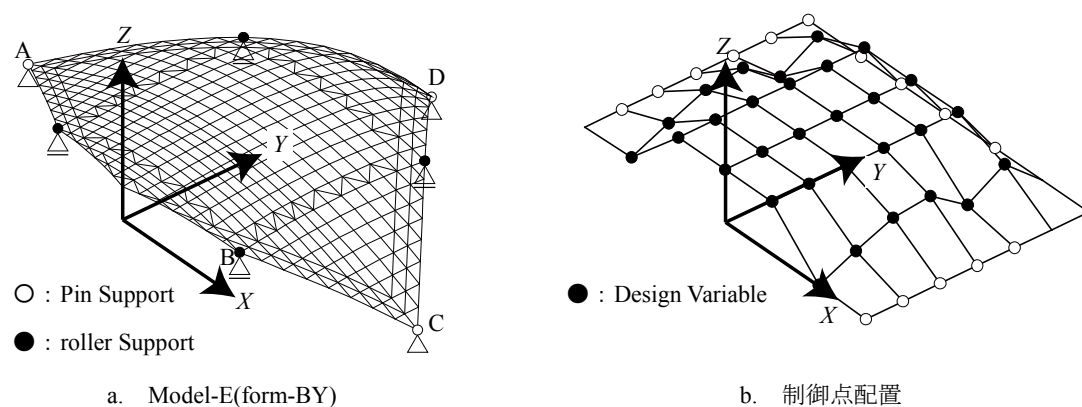 A
Z
D
Y
B
X
C
○ : Pin Support
● : roller Support
a. Model-E(form-BY)
Z
Y
X
● : Design Variable
b. 制御点配置